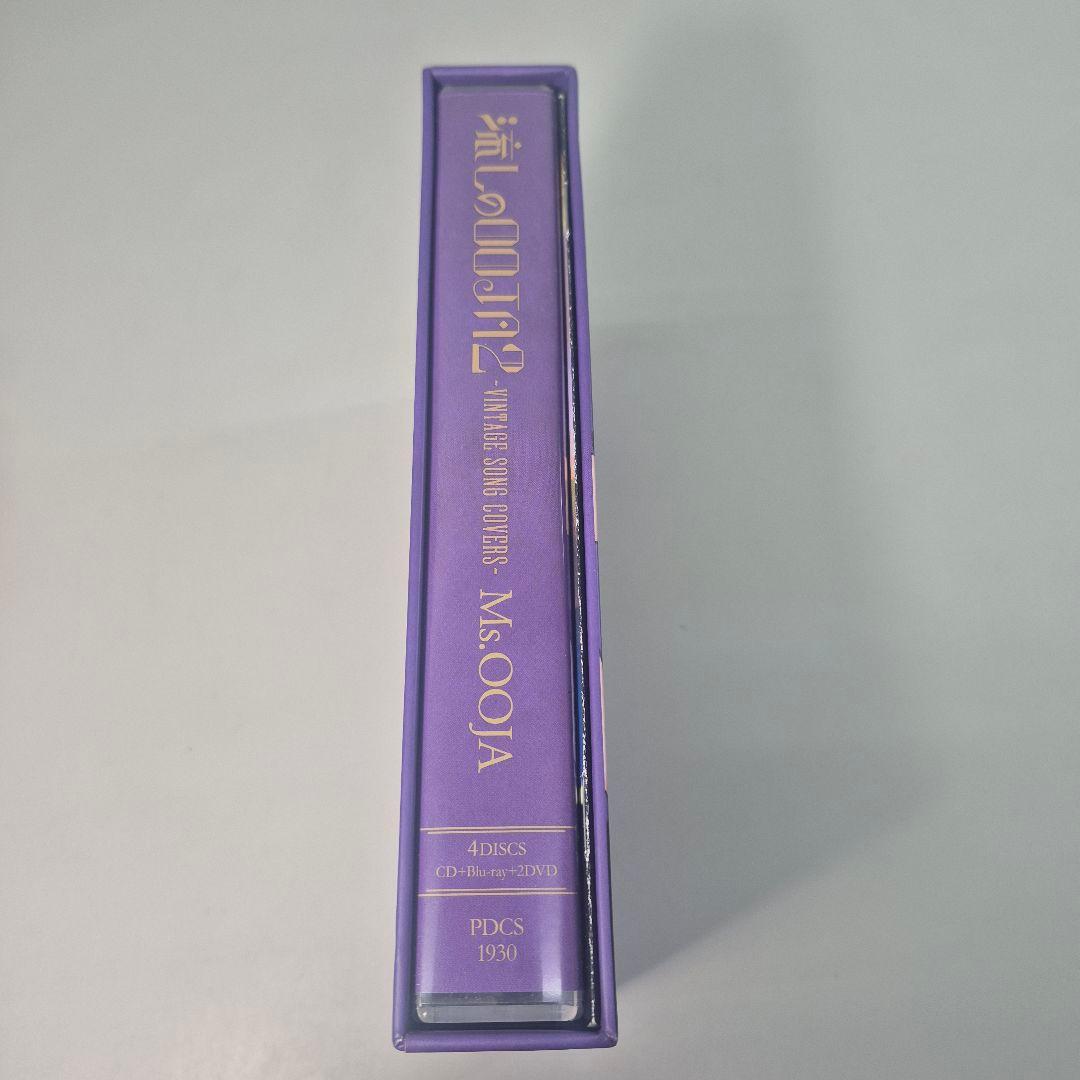 流しのOOJA2
-VINTAGE SONG COVERS-
Ms.OOJA
4DISCS
CD+Blu-ray+2DVD
PDCS
1930